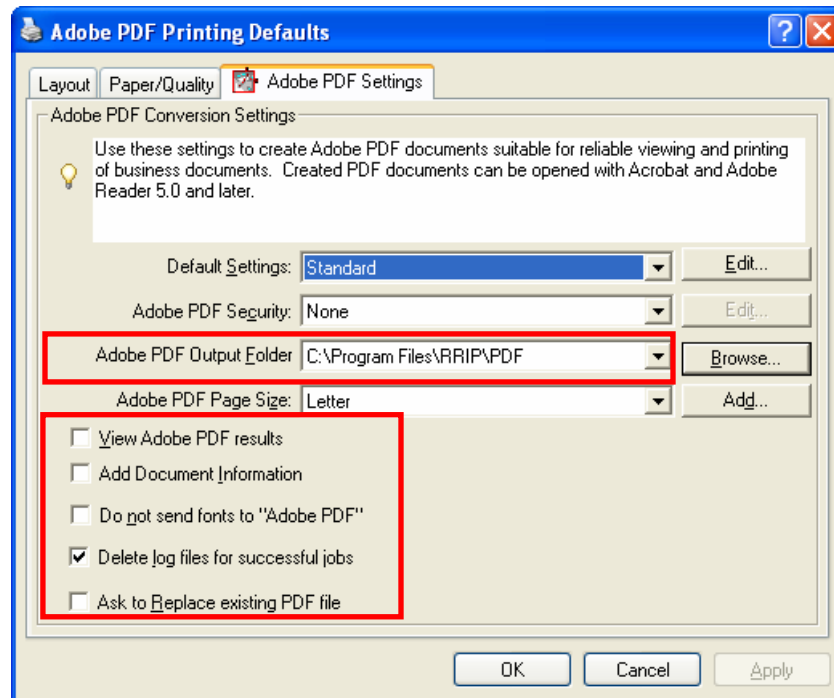 Adobe PDF Printing Defaults
Layout Paper/Quality Adobe PDF Settings
Adobe PDF Conversion Settings
Use these settings to create Adobe PDF documents suitable for reliable viewing and printing
of business documents. Created PDF documents can be opened with Acrobat and Adobe
Reader 5.0 and later.
Default Settings: Standard Edit...
Adobe PDF Security: None Edit...
Adobe PDF Output Folder C:\Program Files\RRIP\PDF Browse...
Adobe PDF Page Size: Letter Add...
View Adobe PDF results
Add Document Information
Do not send fonts to "Adobe PDF"
Delete log files for successful jobs
Ask to Replace existing PDF file
OK Cancel Apply